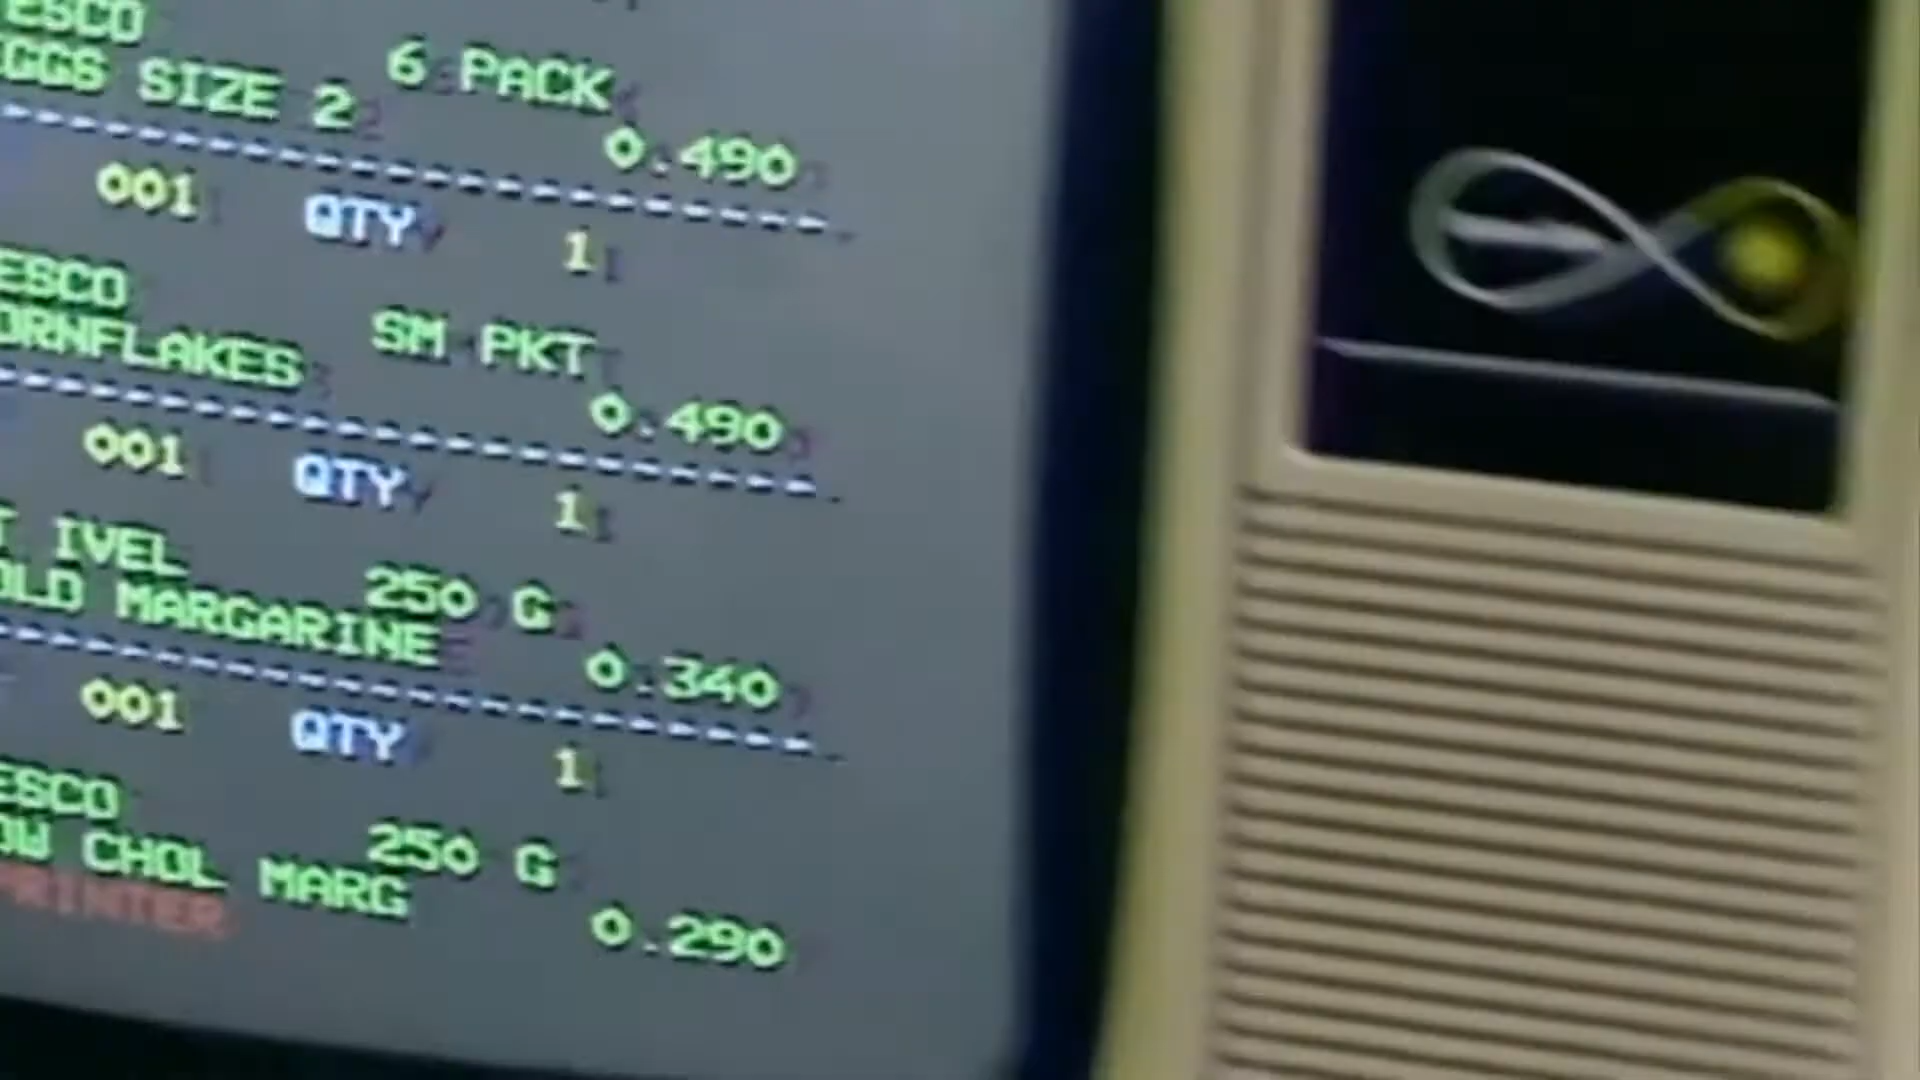 ESCO
6 PACK
GGS SIZE 2
0.490
001 QTY 1
ESCO
SM PKT
ORNFLAKES
0.490
001 QTY 1
T IVEL
250 G
OLD MARGARINE
0.340
001 QTY 1
ESCO
250 G
OW CHOL MARG
0.290
PRINTER